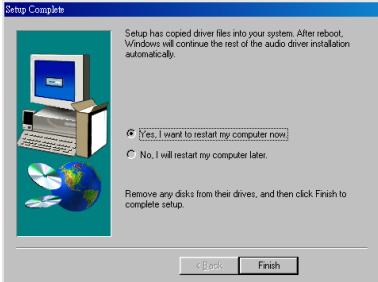 Setup Complete
Setup has copied driver files into your system. After reboot,
Windows will continue the rest of the audio driver installation
automatically.
Yes, I want to restart my computer now.
No, I will restart my computer later.
Remove any disks from their drives, and then click Finish to
complete setup.
< Back
Finish